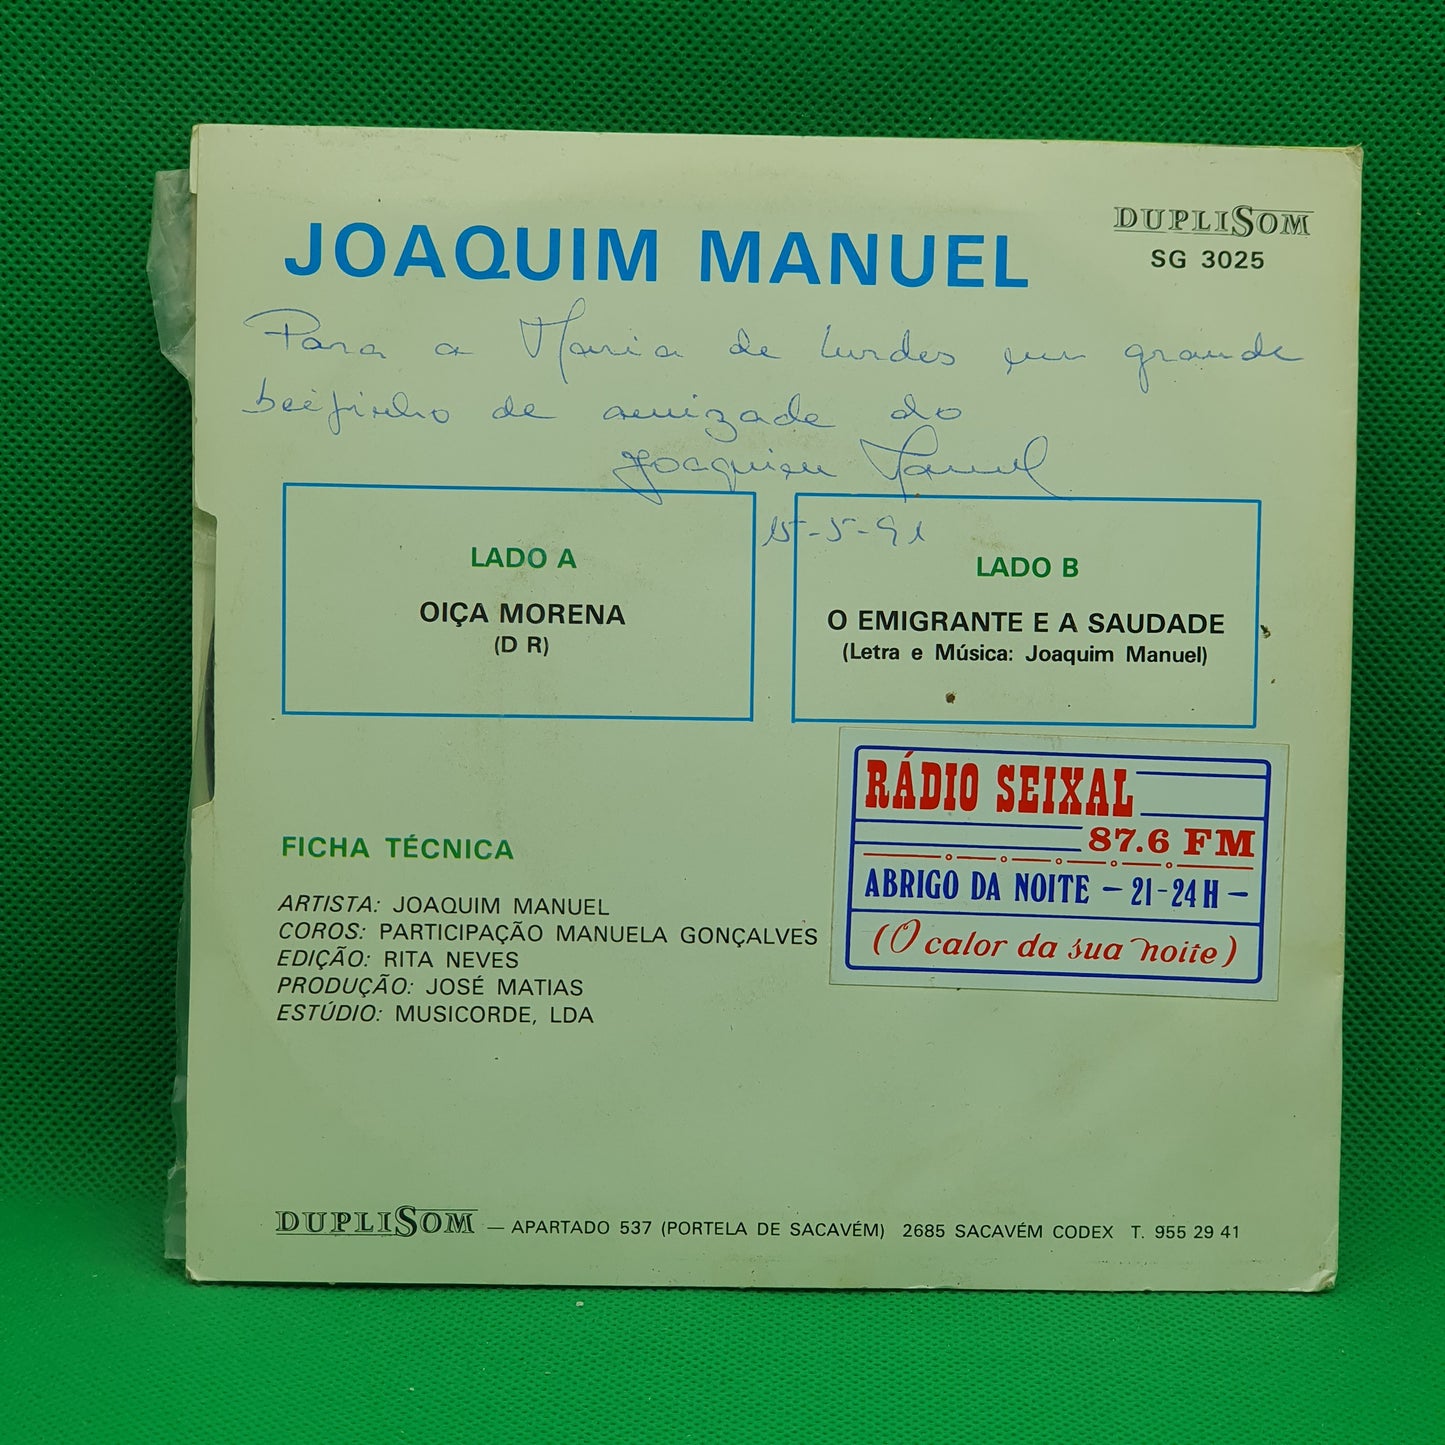 DUPLISOM
SG 3025
JOAQUIM MANUEL
Para a Maria de Lurdes um grande
beijinho de amizade do
Joaquim Manuel
15-5-91
LADO A
OIÇA MORENA
(D R)
LADO B
O EMIGRANTE E A SAUDADE
(Letra e Música: Joaquim Manuel)
RÁDIO SEIXAL
87.6 FM
ABRIGO DA NOITE – 21-24 H –
(O calor da sua noite)
FICHA TÉCNICA
ARTISTA: JOAQUIM MANUEL
COROS: PARTICIPAÇÃO MANUELA GONÇALVES
EDIÇÃO: RITA NEVES
PRODUÇÃO: JOSÉ MATIAS
ESTÚDIO: MUSICORDE, LDA
DUPLISOM — APARTADO 537 (PORTELA DE SACAVÉM) 2685 SACAVÉM CODEX T. 955 29 41